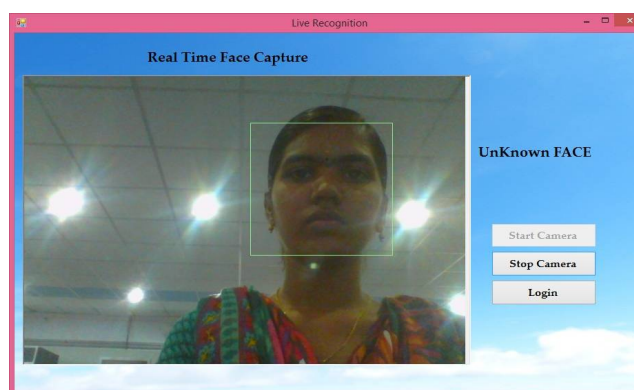 Live Recognition
Real Time Face Capture
UnKnown FACE
Start Camera
Stop Camera
Login